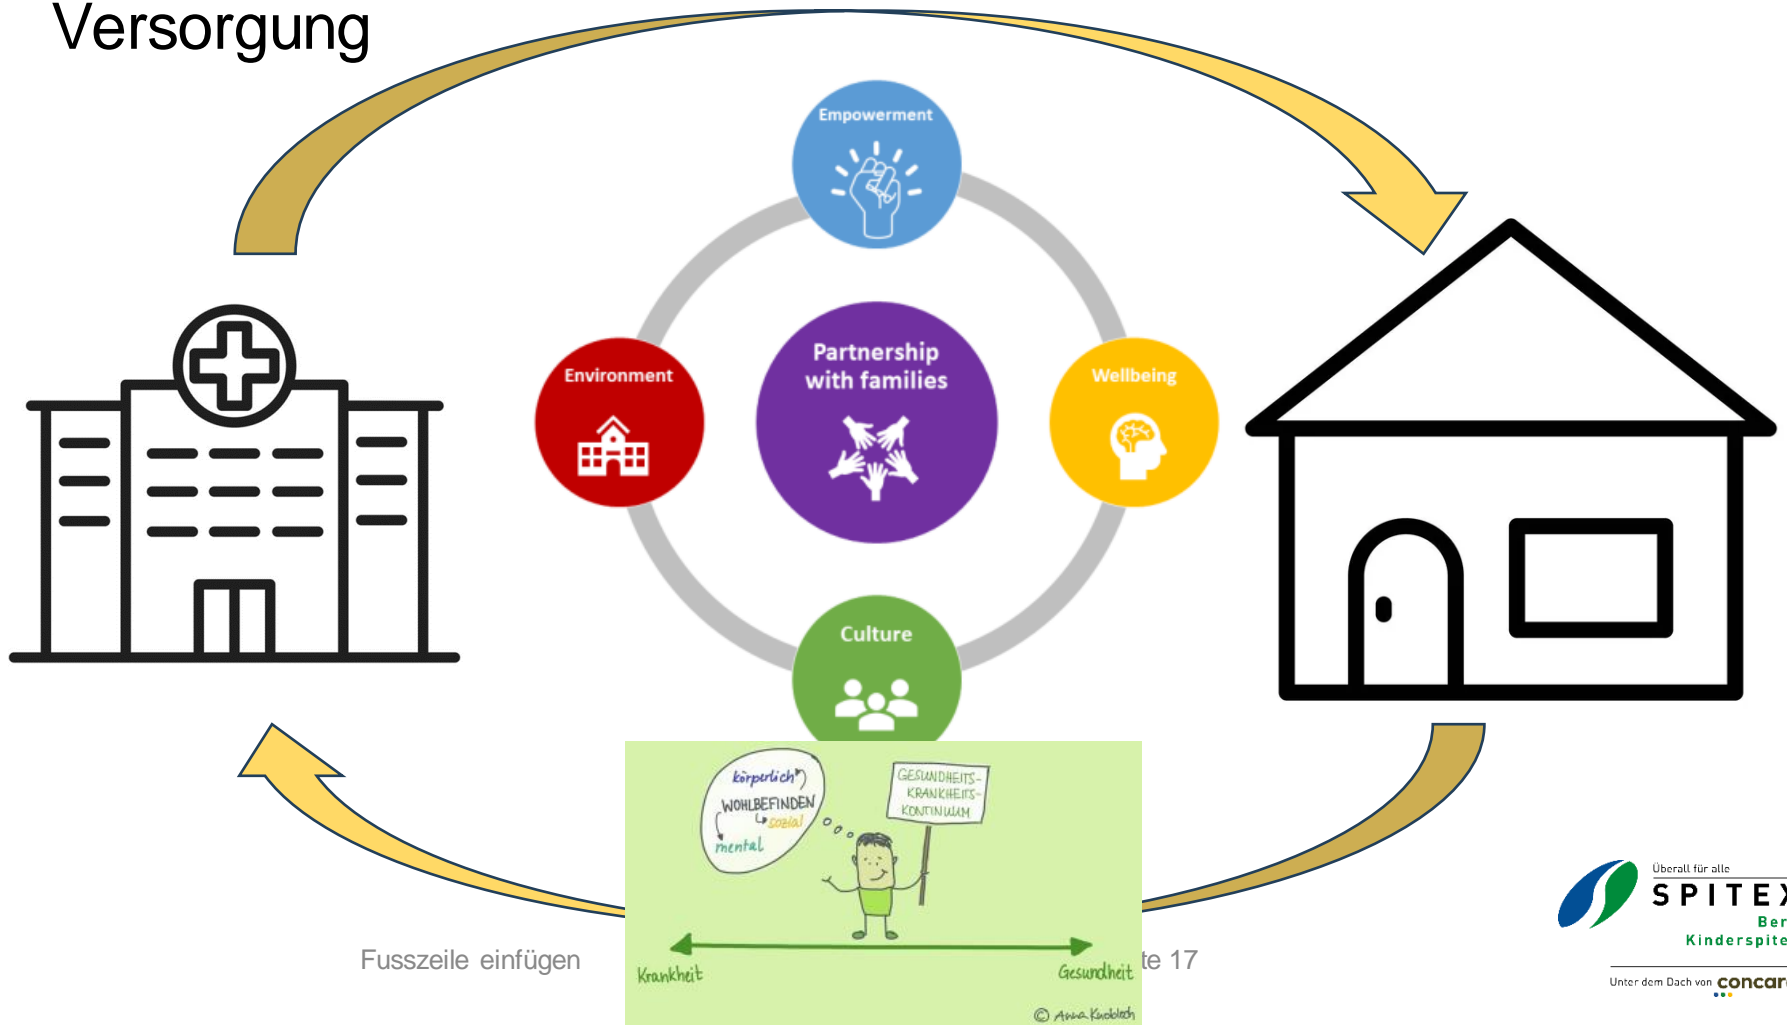 Versorgung
Empowerment
Environment
Partnership
with families
Wellbeing
Culture
körperlich
WOHLBEFINDEN
sozial
mental
GESUNDHEITS-
KRANKHEITS-
KONTINUUM
Krankheit
Gesundheit
© Anna Knobloch
Fusszeile einfügen
te 17
Überall für alle
SPITEX
Ber
Kinderspite
Unter dem Dach von concar